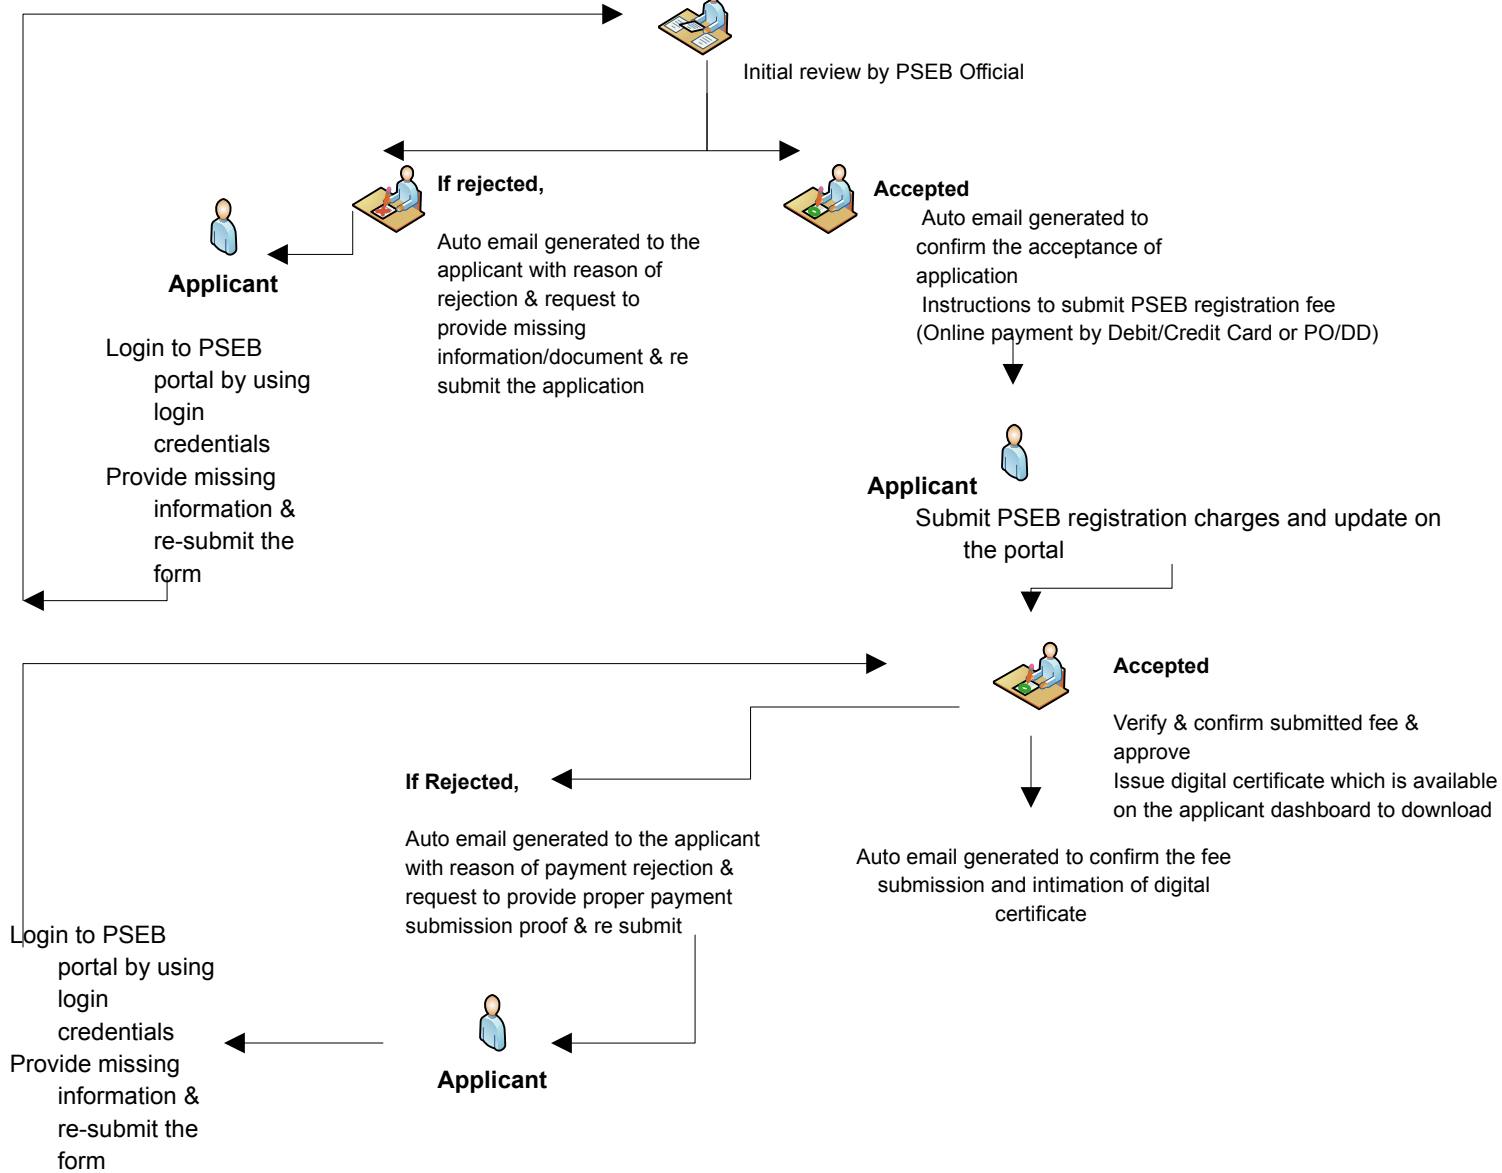 Initial review by PSEB Official
If rejected,
Auto email generated to the
applicant with reason of
rejection & request to
provide missing
information/document & re
submit the application
Accepted
Auto email generated to
confirm the acceptance of
application
Instructions to submit PSEB registration fee
(Online payment by Debit/Credit Card or PO/DD)
Applicant
Login to PSEB
portal by using
login
credentials
Provide missing
information &
re-submit the
form
Applicant
Submit PSEB registration charges and update on
the portal
Accepted
Verify & confirm submitted fee &
approve
Issue digital certificate which is available
on the applicant dashboard to download
If Rejected,
Auto email generated to the applicant
with reason of payment rejection &
request to provide proper payment
submission proof & re submit
Auto email generated to confirm the fee
submission and intimation of digital
certificate
Login to PSEB
portal by using
login
credentials
Provide missing
information &
re-submit the
form
Applicant